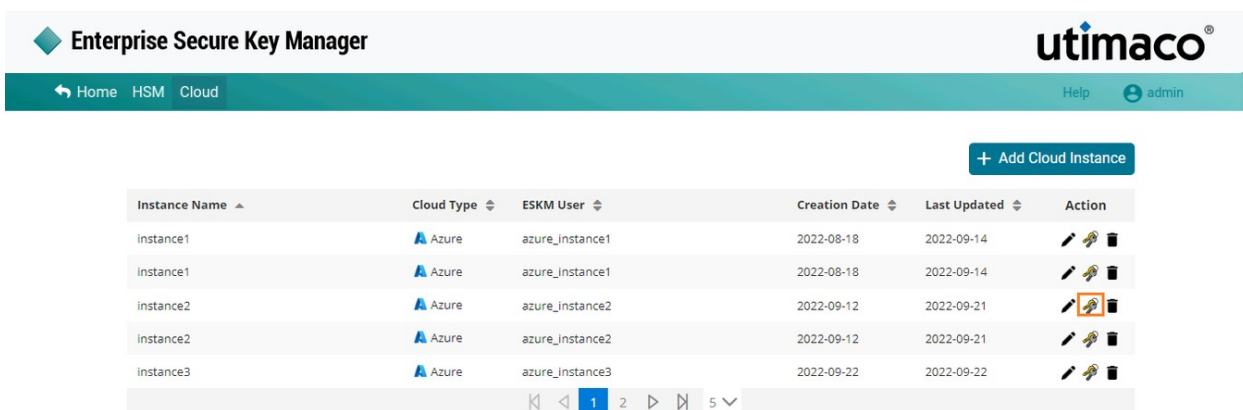 Enterprise Secure Key Manager
utimaco®
Home HSM Cloud Help admin
+ Add Cloud Instance
Instance Name Cloud Type ESKM User Creation Date Last Updated Action
instance1 Azure azure_instance1 2022-08-18 2022-09-14
instance1 Azure azure_instance1 2022-08-18 2022-09-14
instance2 Azure azure_instance2 2022-09-12 2022-09-21
instance2 Azure azure_instance2 2022-09-12 2022-09-21
instance3 Azure azure_instance3 2022-09-22 2022-09-22
1 2 5